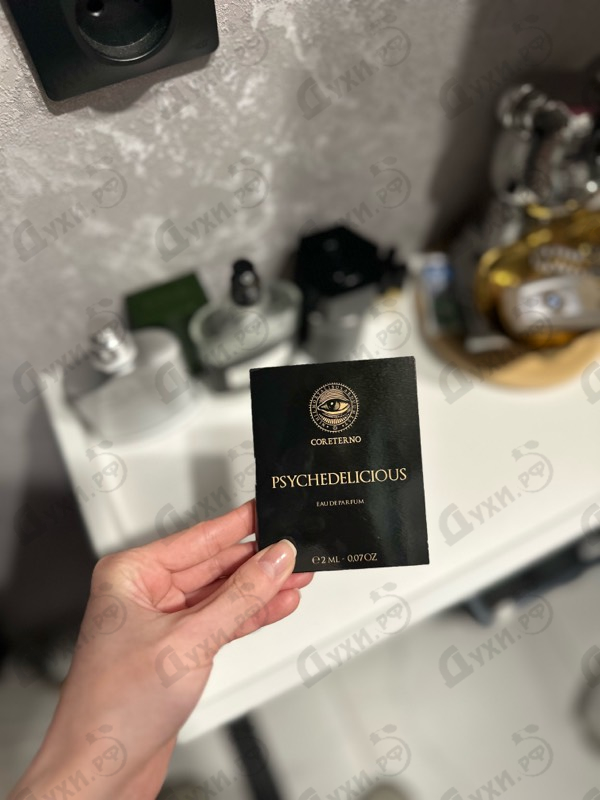 CORETERNO
PSYCHEDELICIOUS
EAU DE PARFUM
℮ 2 ML - 0.07 OZ
Духи.рф